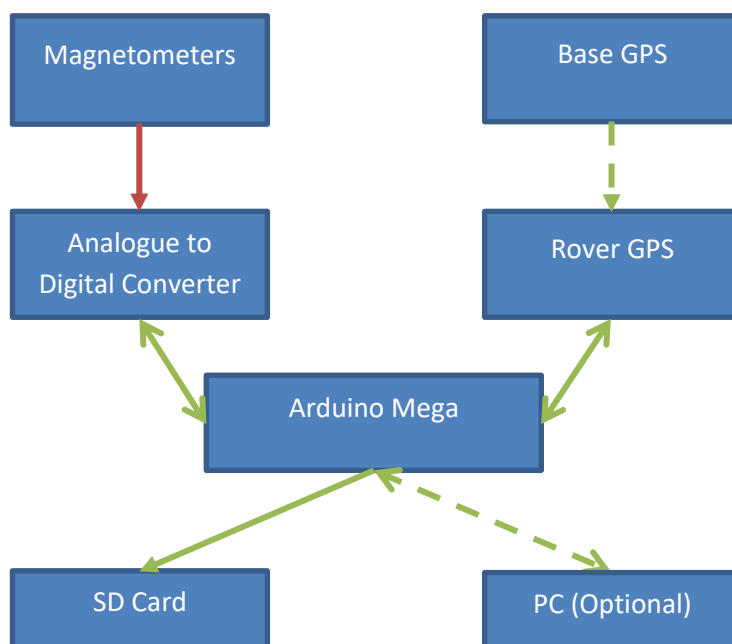 Magnetometers
Base GPS
Analogue to
Digital Converter
Rover GPS
Arduino Mega
SD Card
PC (Optional)